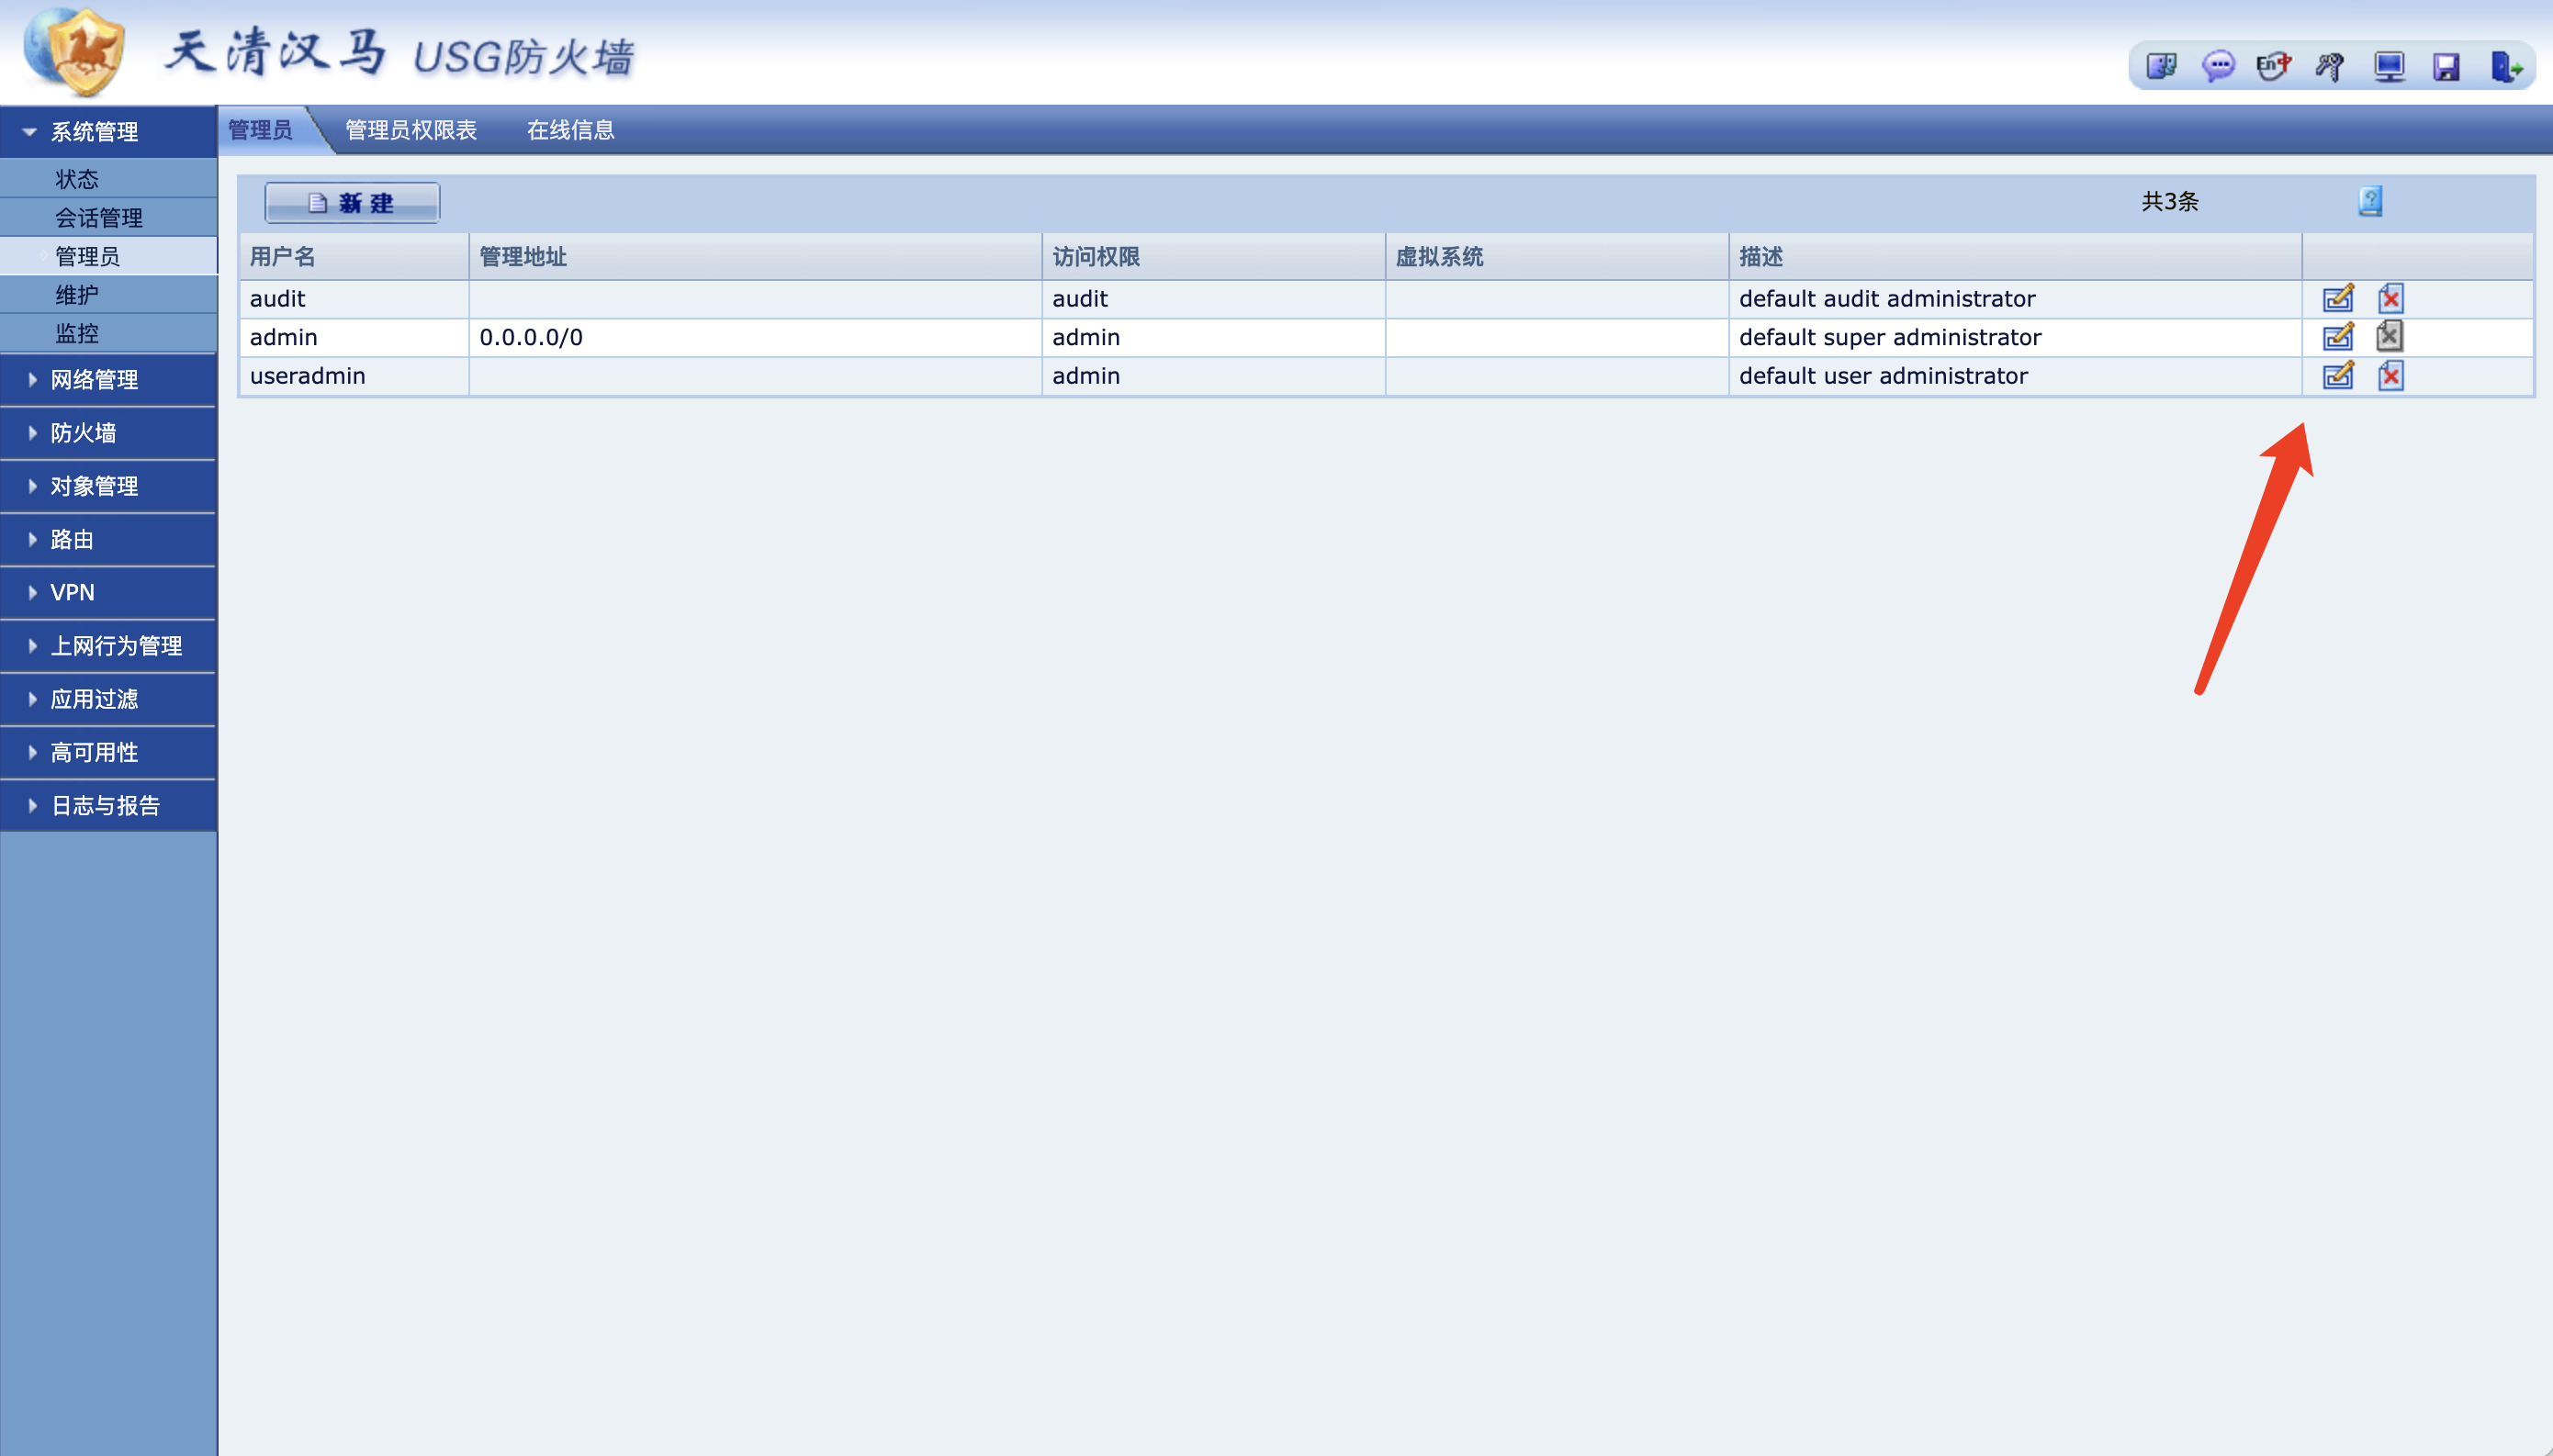 天清汉马 USG防火墙
En中
系统管理
状态
会话管理
管理员
维护
监控
网络管理
防火墙
对象管理
路由
VPN
上网行为管理
应用过滤
高可用性
日志与报告
管理员 管理员权限表 在线信息
新建 共3条
用户名 管理地址 访问权限 虚拟系统 描述
audit audit default audit administrator
admin 0.0.0.0/0 admin default super administrator
useradmin admin default user administrator